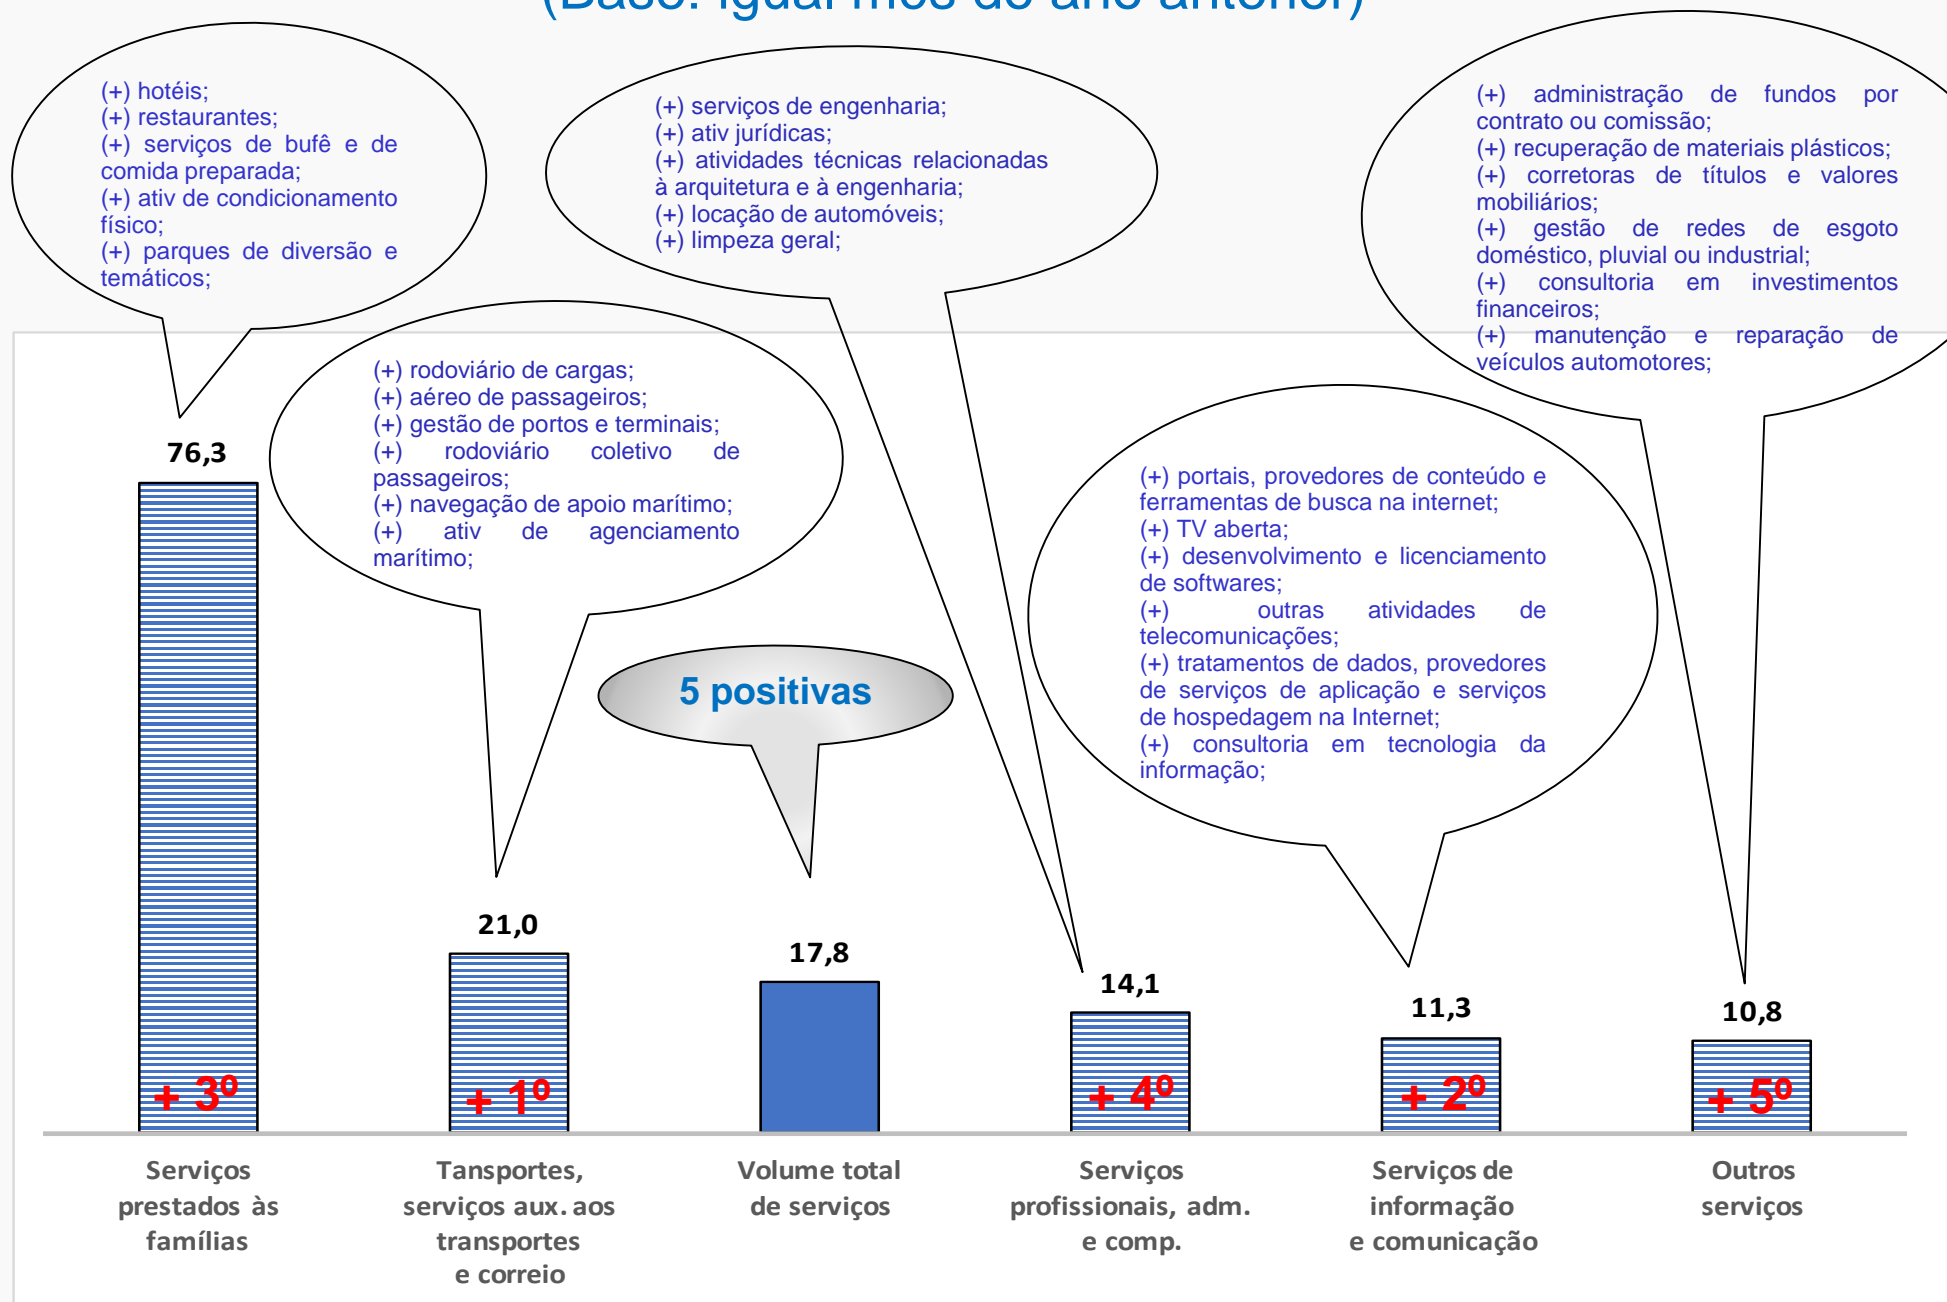 (Base: igual mês do ano anterior)
(+) hotéis;
(+) restaurantes;
(+) serviços de bufê e de
comida preparada;
(+) ativ de condicionamento
físico;
(+) parques de diversão e
temáticos;
(+) serviços de engenharia;
(+) ativ jurídicas;
(+) atividades técnicas relacionadas
à arquitetura e à engenharia;
(+) locação de automóveis;
(+) limpeza geral;
(+) administração de fundos por
contrato ou comissão;
(+) recuperação de materiais plásticos;
(+) corretoras de títulos e valores
mobiliários;
(+) gestão de redes de esgoto
doméstico, pluvial ou industrial;
(+) consultoria em investimentos
financeiros;
(+) manutenção e reparação de
veículos automotores;
(+) rodoviário de cargas;
(+) aéreo de passageiros;
(+) gestão de portos e terminais;
(+) rodoviário coletivo de
passageiros;
(+) navegação de apoio marítimo;
(+) ativ de agenciamento
marítimo;
(+) portais, provedores de conteúdo e
ferramentas de busca na internet;
(+) TV aberta;
(+) desenvolvimento e licenciamento
de softwares;
(+) outras atividades de
telecomunicações;
(+) tratamentos de dados, provedores
de serviços de aplicação e serviços
de hospedagem na Internet;
(+) consultoria em tecnologia da
informação;
5 positivas
76,3
21,0
17,8
14,1
11,3
10,8
+ 3º
+ 1º
+ 4º
+ 2º
+ 5º
Serviços
prestados às
famílias
Tansportes,
serviços aux. aos
transportes
e correio
Volume total
de serviços
Serviços
profissionais, adm.
e comp.
Serviços de
informação
e comunicação
Outros
serviços